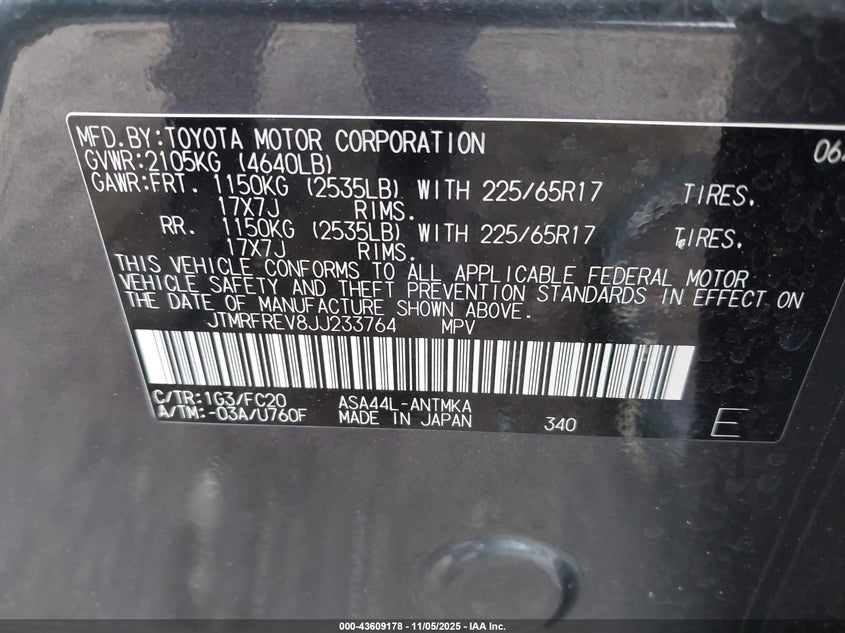 MFD.BY:TOYOTA MOTOR CORPORATION 06
GVWR:2105KG (4640LB)
GAWR:FRT. 1150KG (2535LB) WITH 225/65R17 TIRES.
17X7J RIMS.
RR. 1150KG (2535LB) WITH 225/65R17 TIRES.
17X7J RIMS.
THIS VEHICLE CONFORMS TO ALL APPLICABLE FEDERAL MOTOR
VEHICLE SAFETY AND THEFT PREVENTION STANDARDS IN EFFECT ON
THE DATE OF MANUFACTURE SHOWN ABOVE.
JTMRFREV8JJ233764 MPV
C/TR:1G3/FC20 ASA44L-ANTMKA
A/TM:-03A/U760F MADE IN JAPAN 340 E
000-43609178 - 11/05/2025 - IAA Inc.